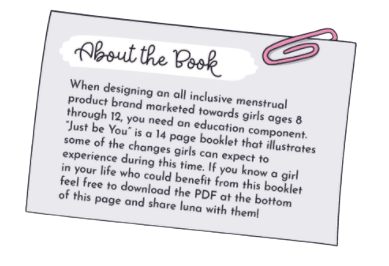 About the Book
When designing an all inclusive menstrual
product brand marketed towards girls ages 8
through 12, you need an education component.
"Just be You" is a 14 page booklet that illustrates
some of the changes girls can expect to
experience during this time. If you know a girl
in your life who could benefit from this booklet
feel free to download the PDF at the bottom
of this page and share luna with them!